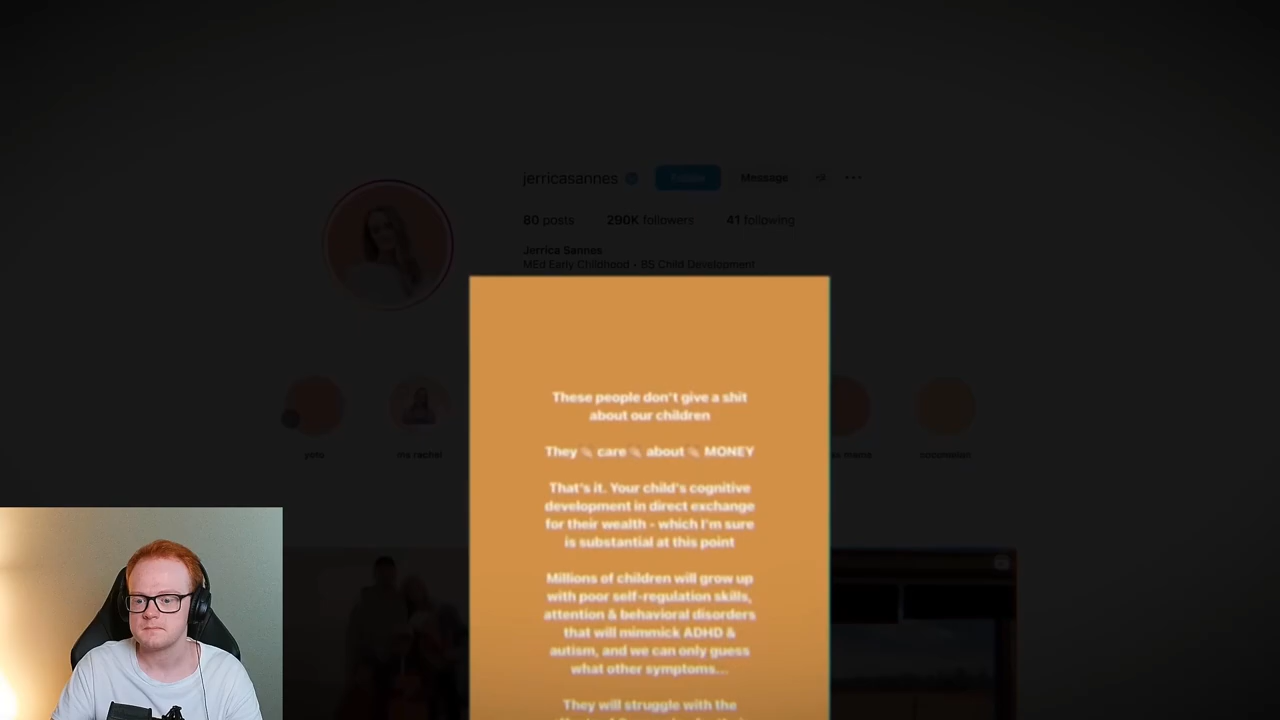 jerricasannes Follow Message
80 posts 290K followers 41 following
Jerrica Sannes
MEd Early Childhood • BS Child Development
yoto
ms rachel
These people don't give a shit
about our children
They 👏 care 👏 about 👏 MONEY
That's it. Your child's cognitive
development in direct exchange
for their wealth - which I'm sure
is substantial at this point
Millions of children will grow up
with poor self-regulation skills,
attention & behavioral disorders
that will mimmick ADHD &
autism, and we can only guess
what other symptoms...
They will struggle with the